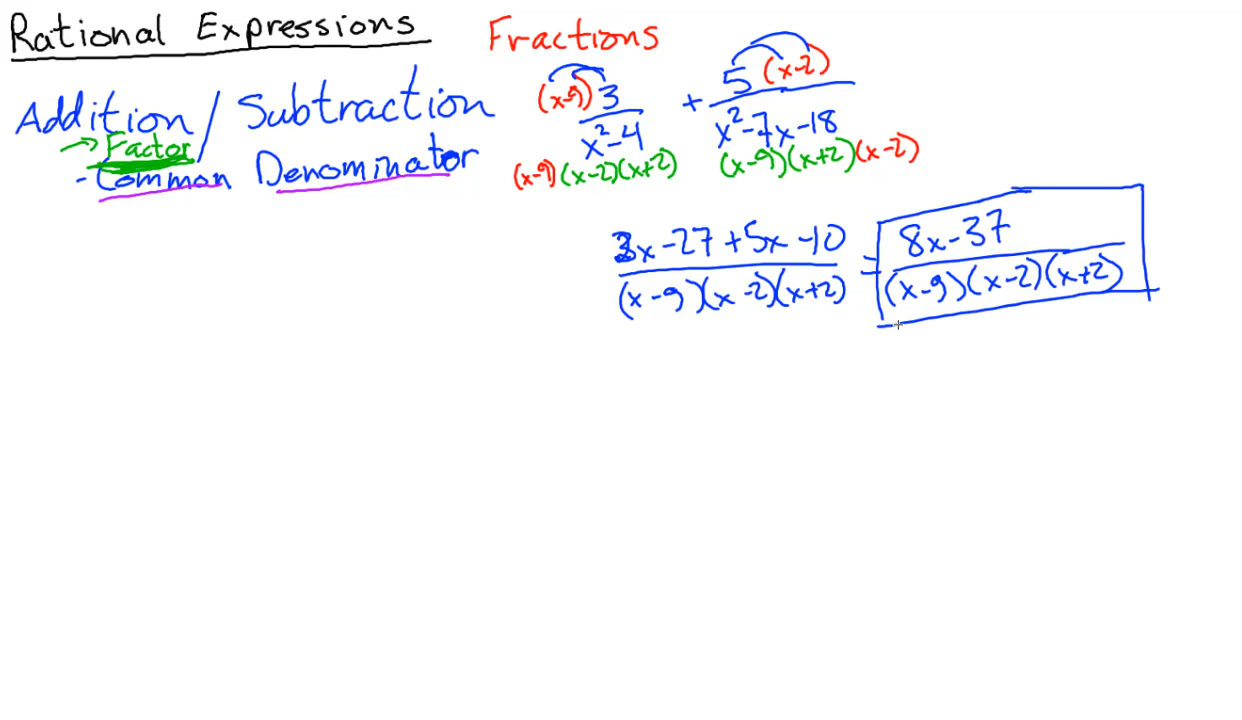 Rational Expressions
Fractions
Addition / Subtraction
→ Factor
- Common Denominator
(x-9) 3 / x²-4 + 5 (x-2) / x²-7x-18
(x-9)(x-2)(x+2) (x-9)(x+2)(x-2)
3x-27+5x-10 / (x-9)(x-2)(x+2) = 8x-37 / (x-9)(x-2)(x+2)